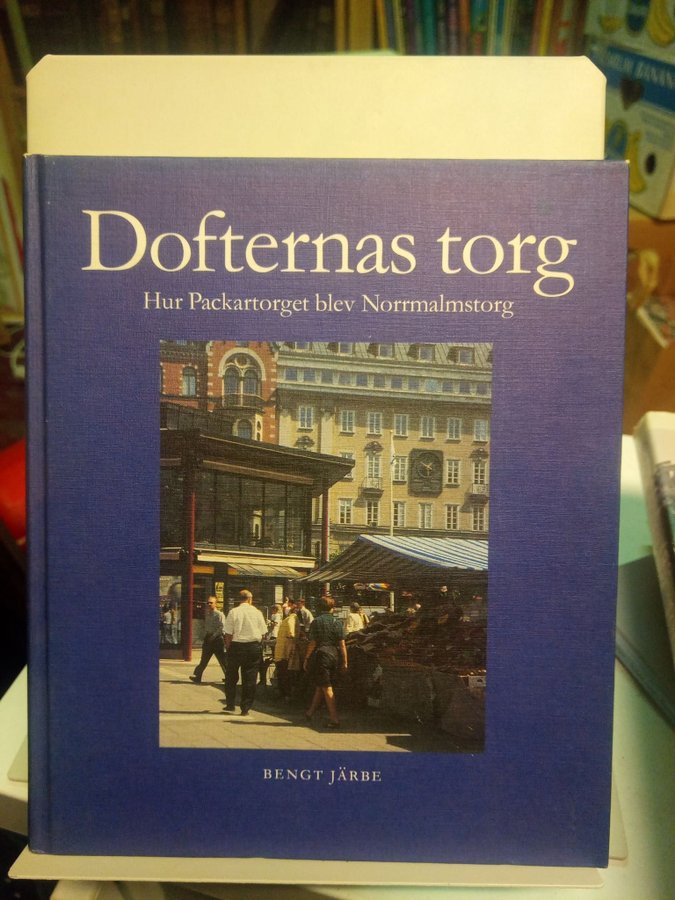 Dofternas torg
Hur Packartorget blev Norrmalmstorg
BENGT JÄRBE